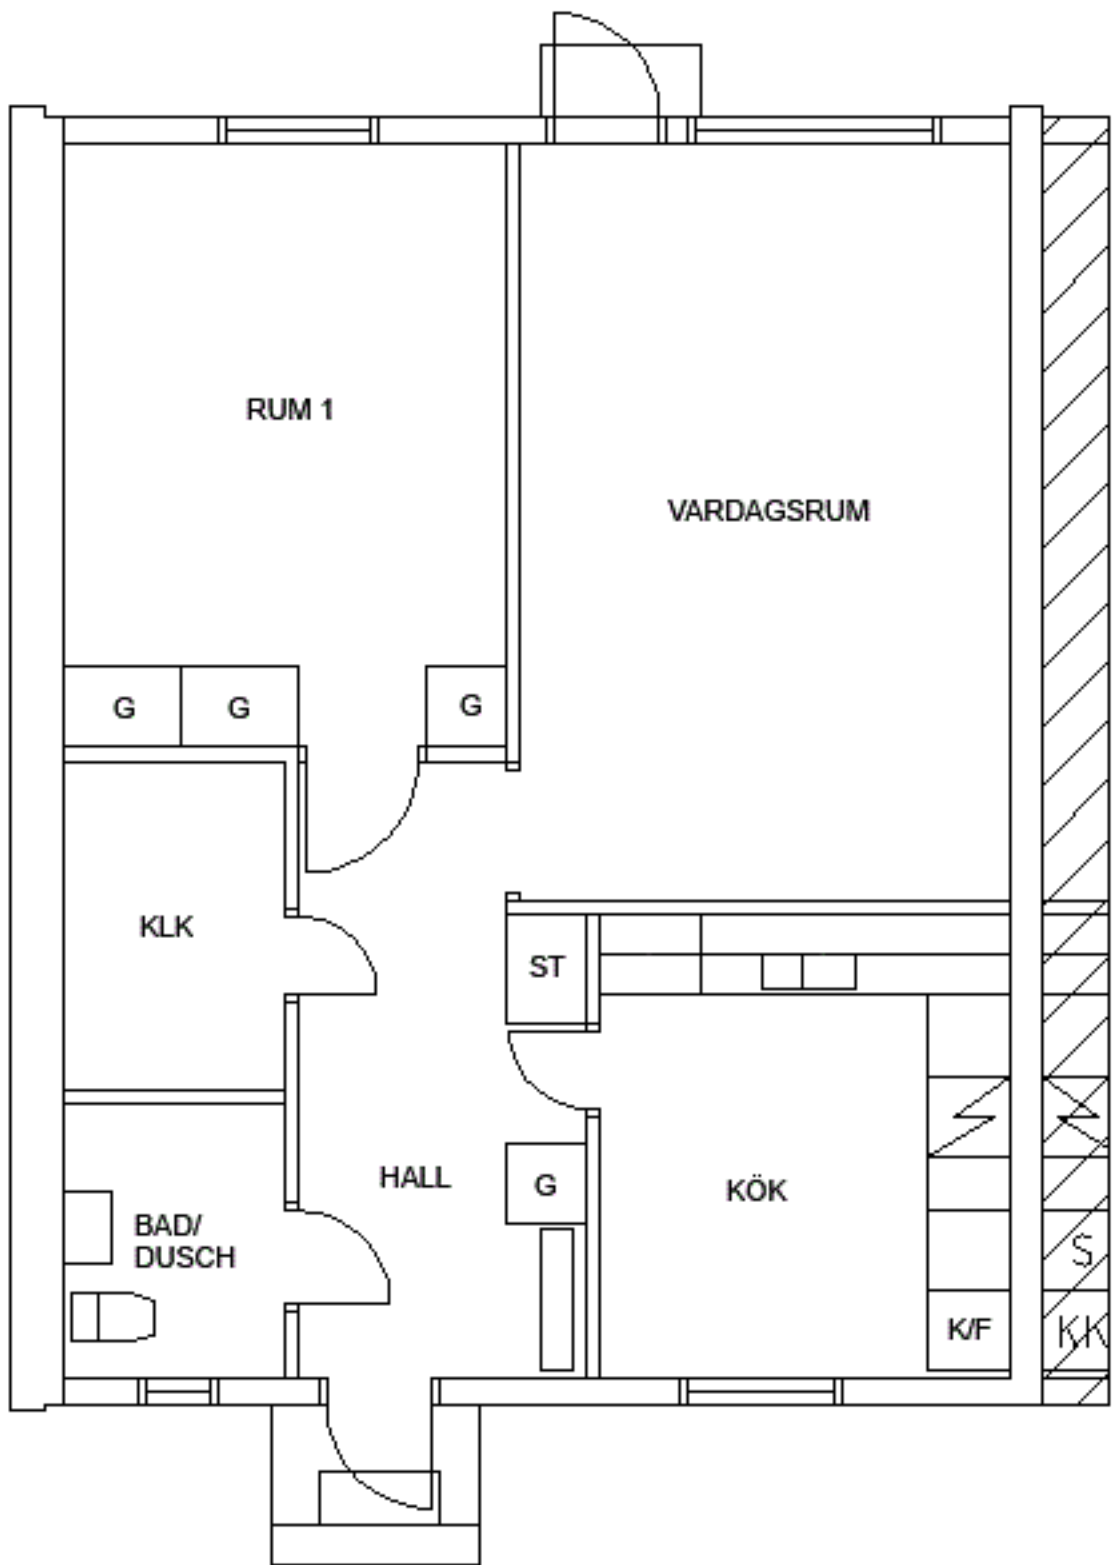 RUM 1
VARDAGSRUM
G
G
G
KLK
ST
HALL
G
KÖK
BAD/
DUSCH
S
K/F
KK